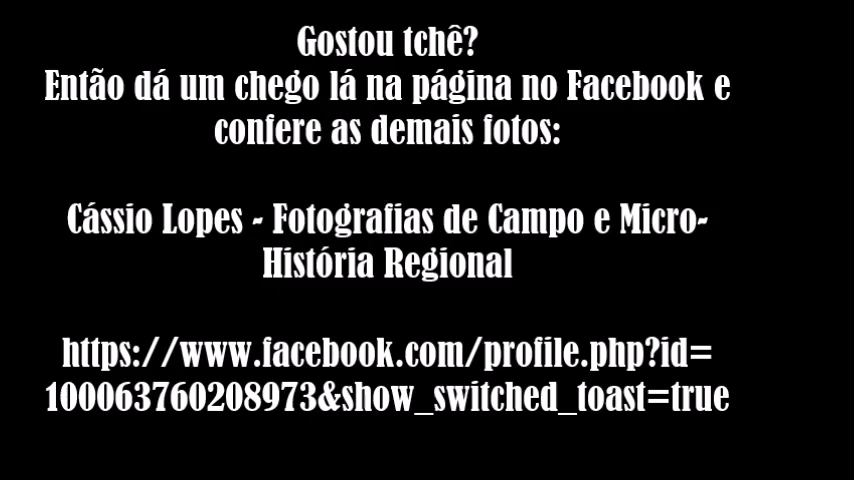 Gostou tchê?
Então dá um chego lá na página no Facebook e
confere as demais fotos:
Cássio Lopes - Fotografias de Campo e Micro-
História Regional
https://www.facebook.com/profile.php?id=
100063760208973&show_switched_toast=true